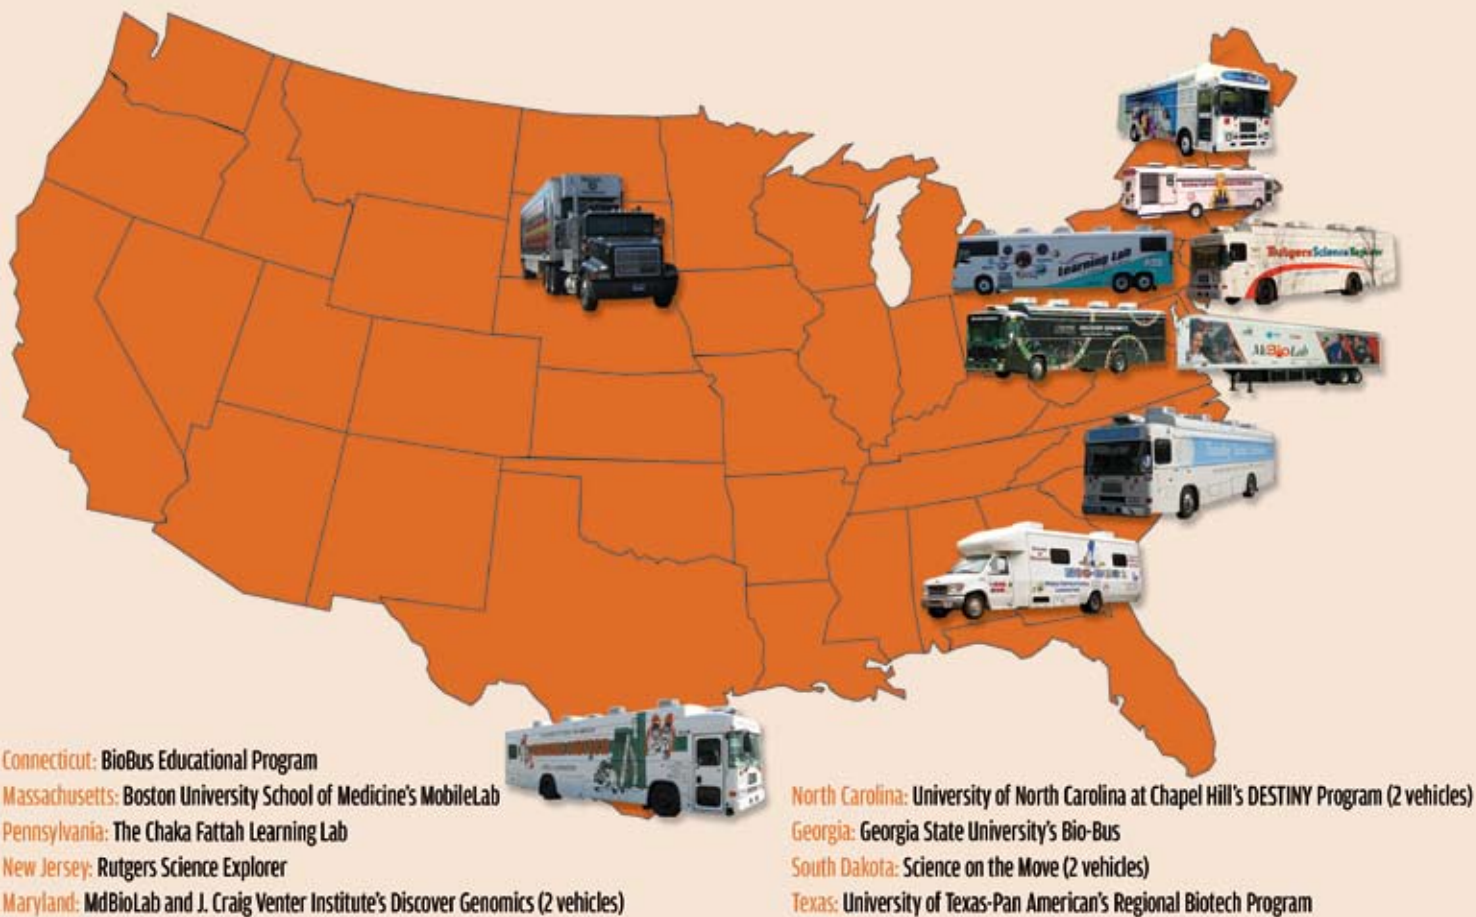 Learning Lab
Rutgers Science Explorer
MdBioLab
Connecticut: BioBus Educational Program
Massachusetts: Boston University School of Medicine's MobileLab
Pennsylvania: The Chaka Fattah Learning Lab
New Jersey: Rutgers Science Explorer
Maryland: MdBioLab and J. Craig Venter Institute's Discover Genomics (2 vehicles)
North Carolina: University of North Carolina at Chapel Hill's DESTINY Program (2 vehicles)
Georgia: Georgia State University's Bio-Bus
South Dakota: Science on the Move (2 vehicles)
Texas: University of Texas-Pan American's Regional Biotech Program